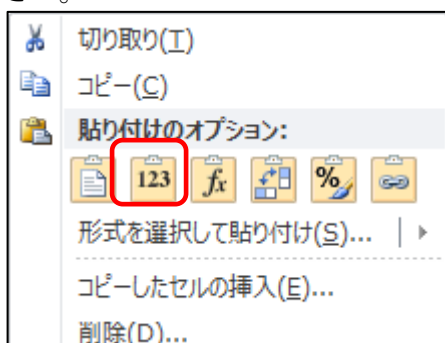 切り取り(T)
コピー(C)
貼り付けのオプション:
123 fx %
形式を選択して貼り付け(S)...
コピーしたセルの挿入(E)...
削除(D)...